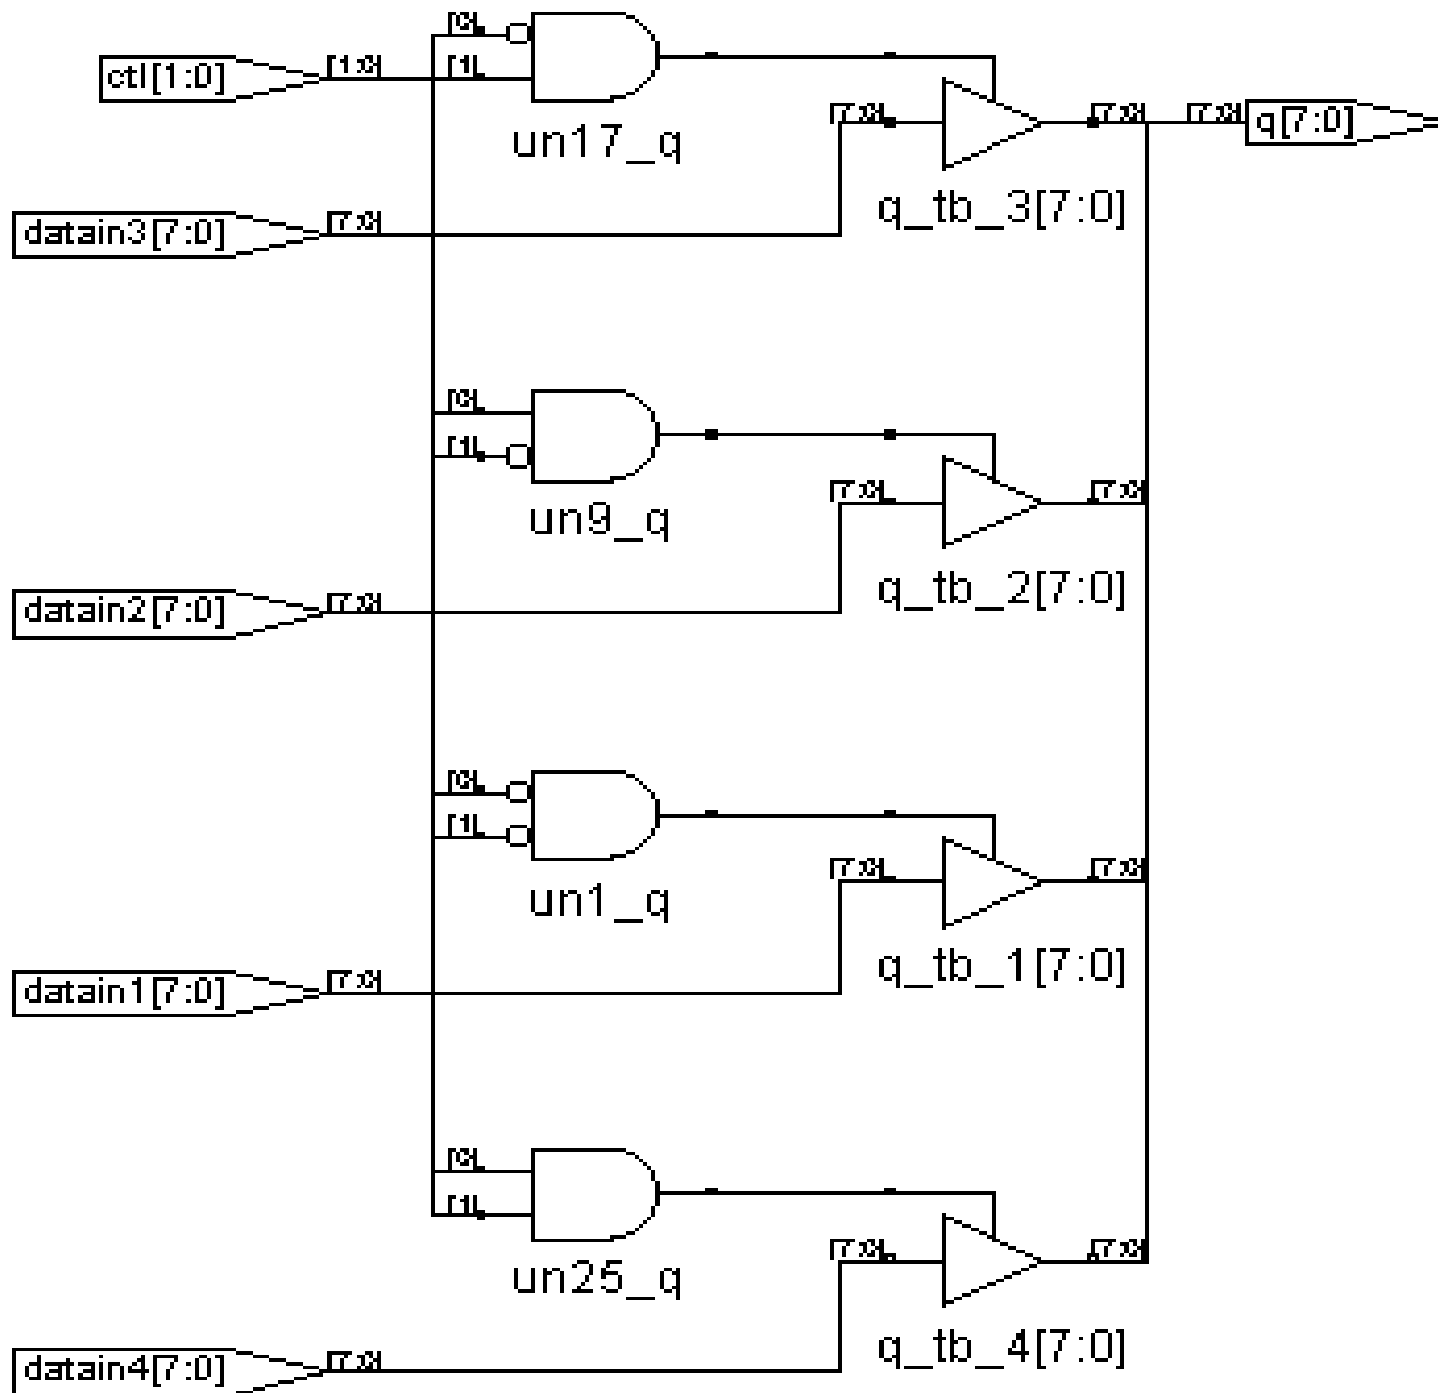 [0]
ctl[1:0] [1:0] [1]
un17_q
[7:0] [7:0] [7:0] q[7:0]
datain3[7:0] [7:0]
q_tb_3[7:0]
[0]
[1]
un9_q
[7:0] [7:0]
datain2[7:0] [7:0]
q_tb_2[7:0]
[0]
[1]
un1_q
[7:0] [7:0]
datain1[7:0] [7:0]
q_tb_1[7:0]
[0]
[1]
un25_q
[7:0] [7:0]
datain4[7:0] [7:0]
q_tb_4[7:0]